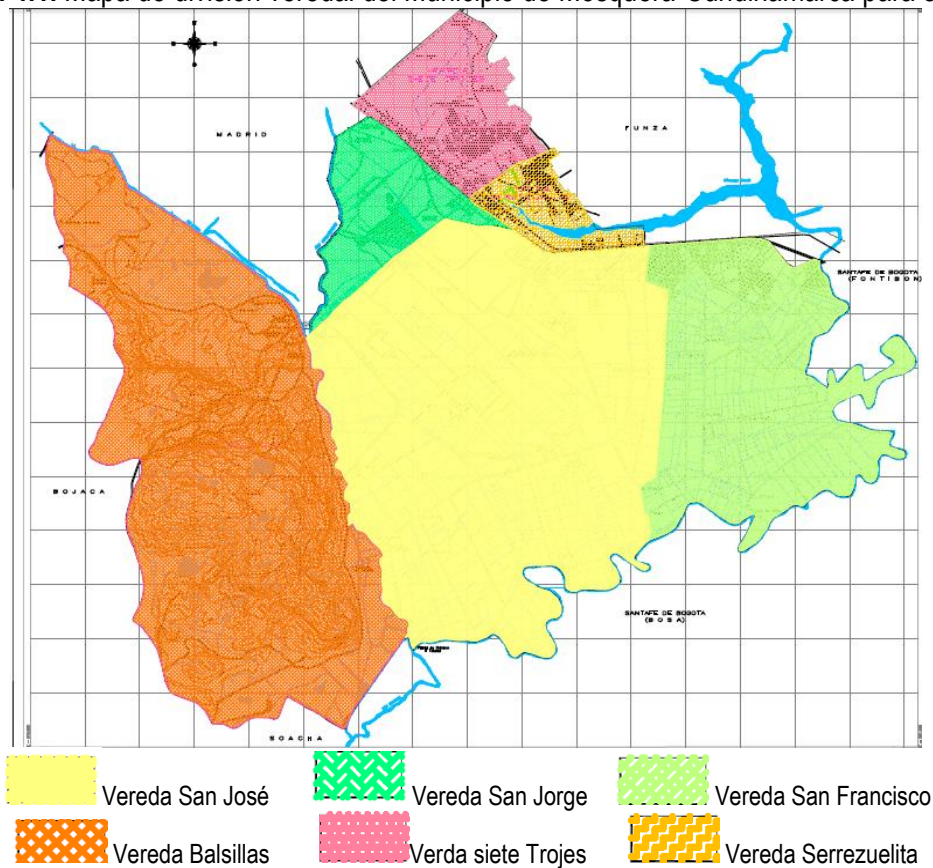 mapa de división veredal del Municipio de Mosquera Cundinamarca para
MADRID
FUNZA
SANTAFE DE BOGOTA
(FONTIBON)
BOJACA
SANTAFE DE BOGOTA
(BOSA)
SOACHA
Vereda San José
Vereda San Jorge
Vereda San Francisco
Vereda Balsillas
Verda siete Trojes
Vereda Serrezuelita